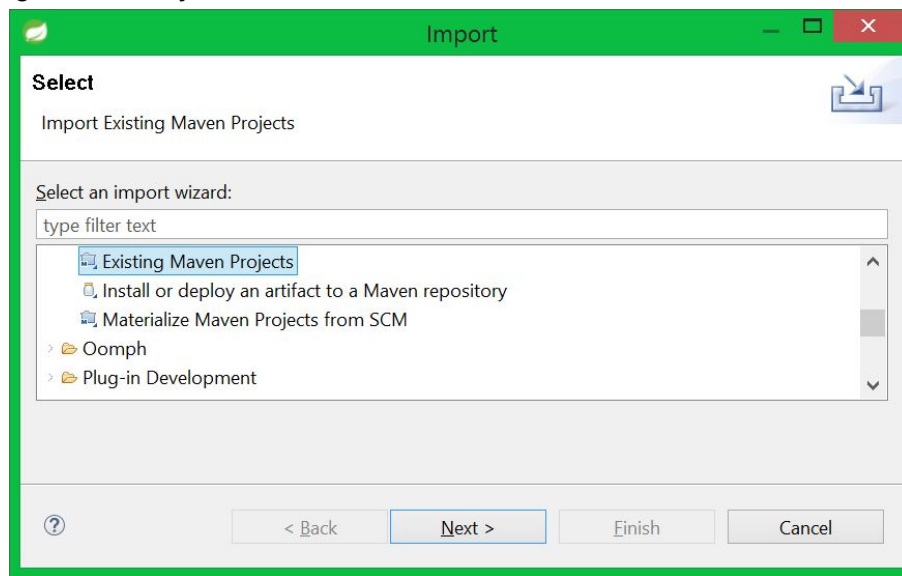 Import
Select
Import Existing Maven Projects
Select an import wizard:
type filter text
Existing Maven Projects
Install or deploy an artifact to a Maven repository
Materialize Maven Projects from SCM
Oomph
Plug-in Development
?
< Back
Next >
Finish
Cancel